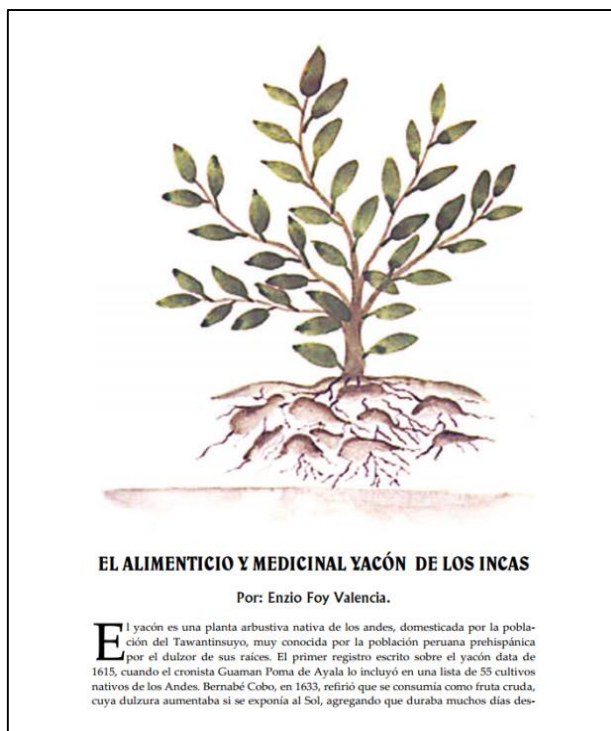 EL ALIMENTICIO Y MEDICINAL YACÓN DE LOS INCAS
Por: Enzio Foy Valencia.
El yacón es una planta arbustiva nativa de los andes, domesticada por la pobla-
ción del Tawantinsuyo, muy conocida por la población peruana prehispánica
por el dulzor de sus raíces. El primer registro escrito sobre el yacón data de
1615, cuando el cronista Guaman Poma de Ayala lo incluyó en una lista de 55 cultivos
nativos de los Andes. Bernabé Cobo, en 1633, refirió que se consumía como fruta cruda,
cuya dulzura aumentaba si se exponía al Sol, agregando que duraba muchos días des-